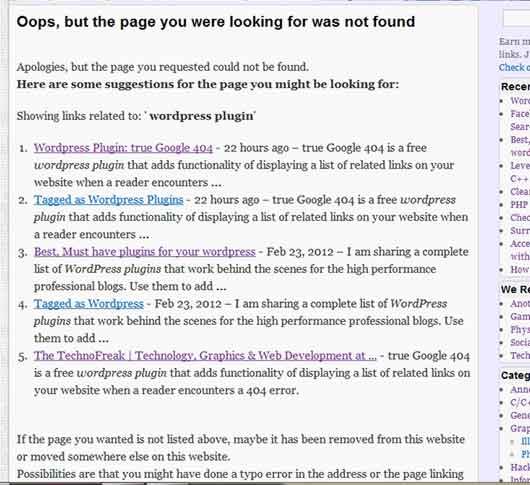 Oops, but the page you were looking for was not found
Apologies, but the page you requested could not be found.
Here are some suggestions for the page you might be looking for:
Showing links related to: ' wordpress plugin'
1. Wordpress Plugin: true Google 404 - 22 hours ago – true Google 404 is a free
wordpress plugin that adds functionality of displaying a list of related links on your
website when a reader encounters ...
2. Tagged as Wordpress Plugins - 22 hours ago – true Google 404 is a free wordpress
plugin that adds functionality of displaying a list of related links on your website when
a reader encounters ...
3. Best, Must have plugins for your wordpress - Feb 23, 2012 – I am sharing a complete
list of WordPress plugins that work behind the scenes for the high performance
professional blogs. Use them to add ...
4. Tagged as Wordpress - Feb 23, 2012 – I am sharing a complete list of WordPress
plugins that work behind the scenes for the high performance professional blogs. Use
them to add ...
5. The TechnoFreak | Technology, Graphics & Web Development at ... - true Google 404
is a free wordpress plugin that adds functionality of displaying a list of related links on
your website when a reader encounters a 404 error.
If the page you wanted is not listed above, maybe it has been removed from this website
or moved somewhere else on this website.
Possibilities are that you might have done a typo error in the address or the page linking
Earn m
links. J
Check o
Recen
Word
Face
Sear
Best,
word
Leve
C++
Clea
PHP
Chec
Surr
Acce
with
How
We Re
Anot
Gam
Phys
Socia
Tech
Categ
Anno
C/C+
Gene
Grap
Ill
Ph
Hack
Infor